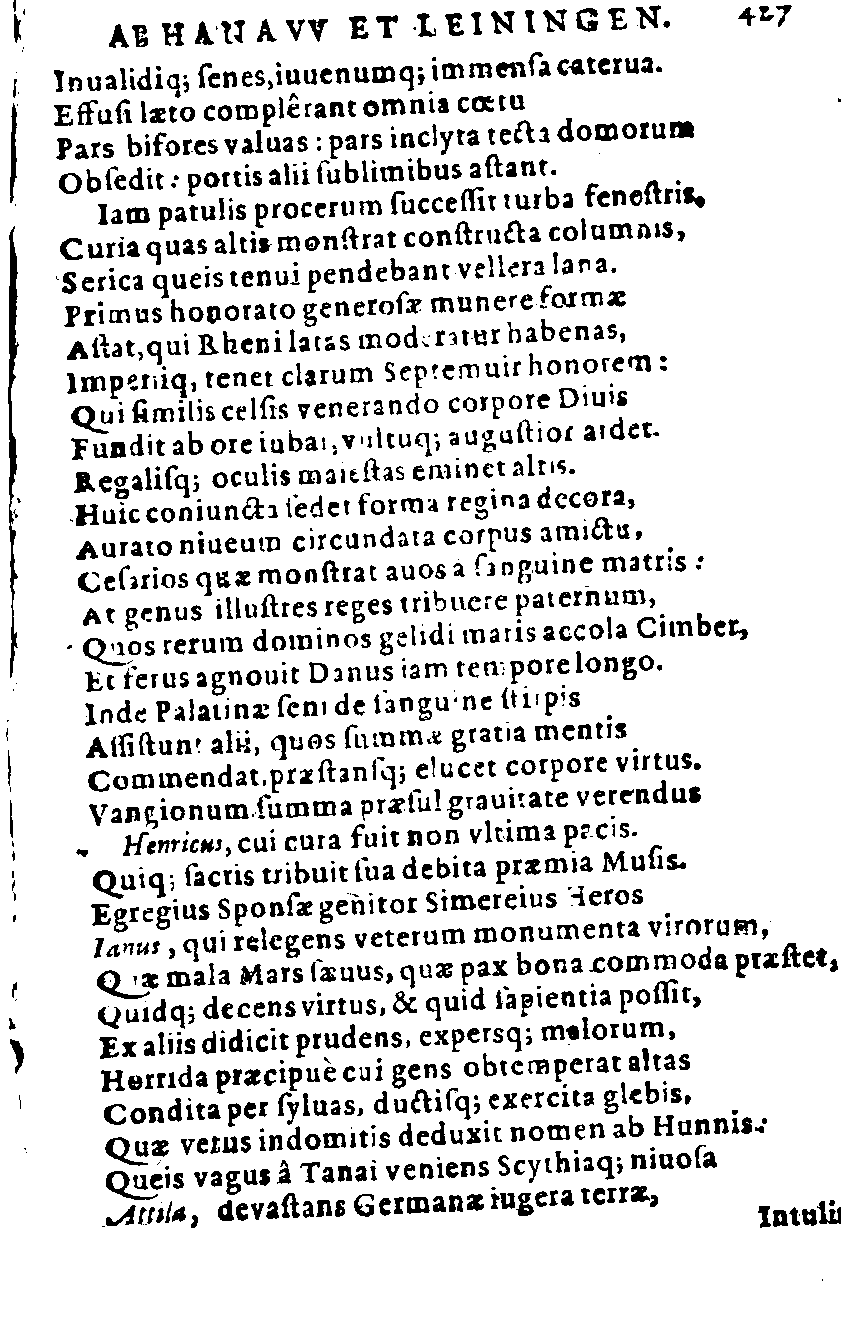 AB HANAVV ET LEININGEN. 427
Inualidiq; ſenes, iuuenumq; immenſa caterua.
Effuſi læto complêrant omnia cœtu
Pars bifores valuas : pars inclyta tecta domorum
Obſedit : portis alii ſublimibus aſtant.
Iam patulis procerum ſucceſſit turba feneſtris,
Curia quas altis monſtrat conſtructa columnis,
Serica queis tenui pendebant vellera lana.
Primus honorato generoſæ munere formæ
Aſtat, qui Rheni latas moderatur habenas,
Imperiiq, tenet clarum Septemuir honorem :
Qui ſimilis celſis venerando corpore Diuis
Fundit ab ore iubar, vultuq; auguſtior ardet.
Regaliſq; oculis maieſtas eminet altis.
Huic coniuncta ſedet forma regina decora,
Aurato niueum circundata corpus amictu,
Ceſarios quæ monſtrat auos à ſanguine matris :
At genus illuſtres reges tribuere paternum,
Quos rerum dominos gelidi maris accola Cimber,
Et ferus agnouit Danus iam tempore longo.
Inde Palatinæ ſeni de ſanguine ſtirpis
Aſſiſtunt alii, quos ſummæ gratia mentis
Commendat, præſtanſq; elucet corpore virtus.
Vangionum ſumma præſul grauitate verendus
Henricus, cui cura fuit non vltima pacis.
Quiq; ſacris tribuit ſua debita præmia Muſis.
Egregius Sponſæ genitor Simereius Heros
Ianus, qui relegens veterum monumenta virorum,
Quæ mala Mars ſæuus, quæ pax bona commoda præſtet,
Quidq; decens virtus, & quid ſapientia poſſit,
Ex aliis didicit prudens, experſq; malorum,
Horrida præcipuè cui gens obtemperat altas
Condita per ſyluas, ductiſq; exercita glebis,
Quæ vetus indomitis deduxit nomen ab Hunnis :
Queis vagus â Tanai veniens Scythiaq; niuoſa
Attila, devaſtans Germanæ iugera terræ,
Intulit